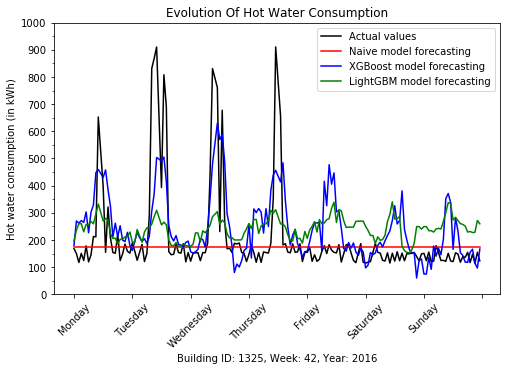 Evolution Of Hot Water Consumption
Hot water consumption (in kWh)
1000
900
800
700
600
500
400
300
200
100
0
Actual values
Naive model forecasting
XGBoost model forecasting
LightGBM model forecasting
Monday
Tuesday
Wednesday
Thursday
Friday
Saturday
Sunday
Building ID: 1325, Week: 42, Year: 2016